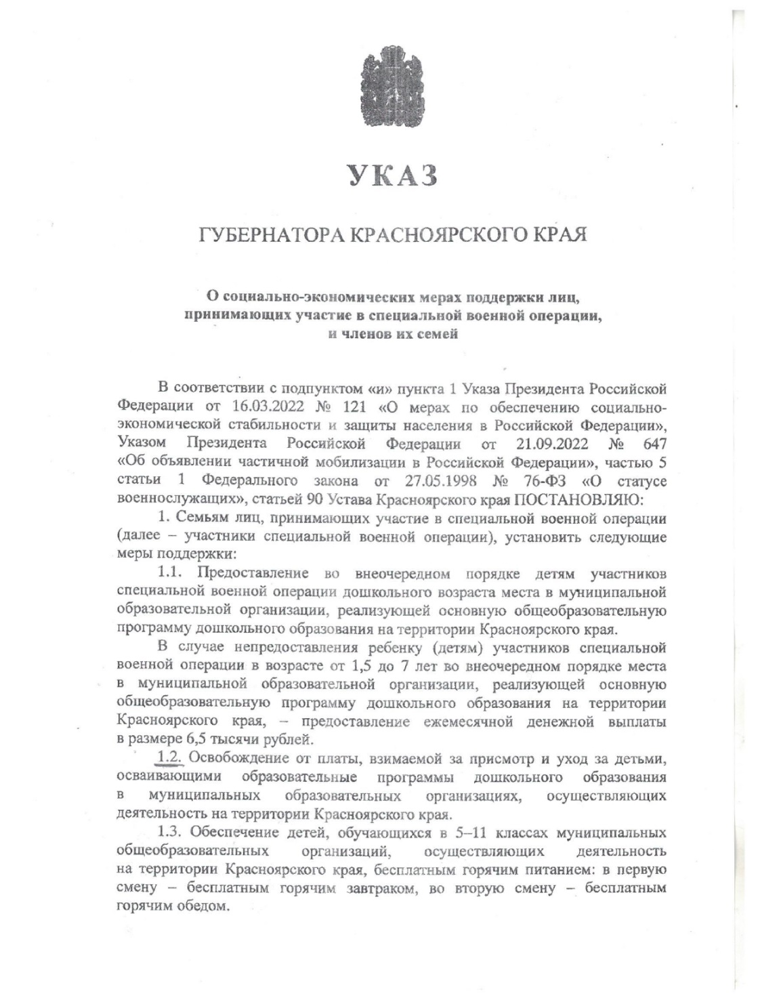 УКАЗ
ГУБЕРНАТОРА КРАСНОЯРСКОГО КРАЯ
О социально-экономических мерах поддержки лиц,
принимающих участие в специальной военной операции,
и членов их семей
В соответствии с подпунктом «и» пункта 1 Указа Президента Российской
Федерации от 16.03.2022 № 121 «О мерах по обеспечению социально-
экономической стабильности и защиты населения в Российской Федерации»,
Указом Президента Российской Федерации от 21.09.2022 № 647
«Об объявлении частичной мобилизации в Российской Федерации», частью 5
статьи 1 Федерального закона от 27.05.1998 № 76-ФЗ «О статусе
военнослужащих», статьей 90 Устава Красноярского края ПОСТАНОВЛЯЮ:
1. Семьям лиц, принимающих участие в специальной военной операции
(далее – участники специальной военной операции), установить следующие
меры поддержки:
1.1. Предоставление во внеочередном порядке детям участников
специальной военной операции дошкольного возраста места в муниципальной
образовательной организации, реализующей основную общеобразовательную
программу дошкольного образования на территории Красноярского края.
В случае непредоставления ребенку (детям) участников специальной
военной операции в возрасте от 1,5 до 7 лет во внеочередном порядке места
в муниципальной образовательной организации, реализующей основную
общеобразовательную программу дошкольного образования на территории
Красноярского края, – предоставление ежемесячной денежной выплаты
в размере 6,5 тысячи рублей.
1.2. Освобождение от платы, взимаемой за присмотр и уход за детьми,
осваивающими образовательные программы дошкольного образования
в муниципальных образовательных организациях, осуществляющих
деятельность на территории Красноярского края.
1.3. Обеспечение детей, обучающихся в 5–11 классах муниципальных
общеобразовательных организаций, осуществляющих деятельность
на территории Красноярского края, бесплатным горячим питанием: в первую
смену – бесплатным горячим завтраком, во вторую смену – бесплатным
горячим обедом.